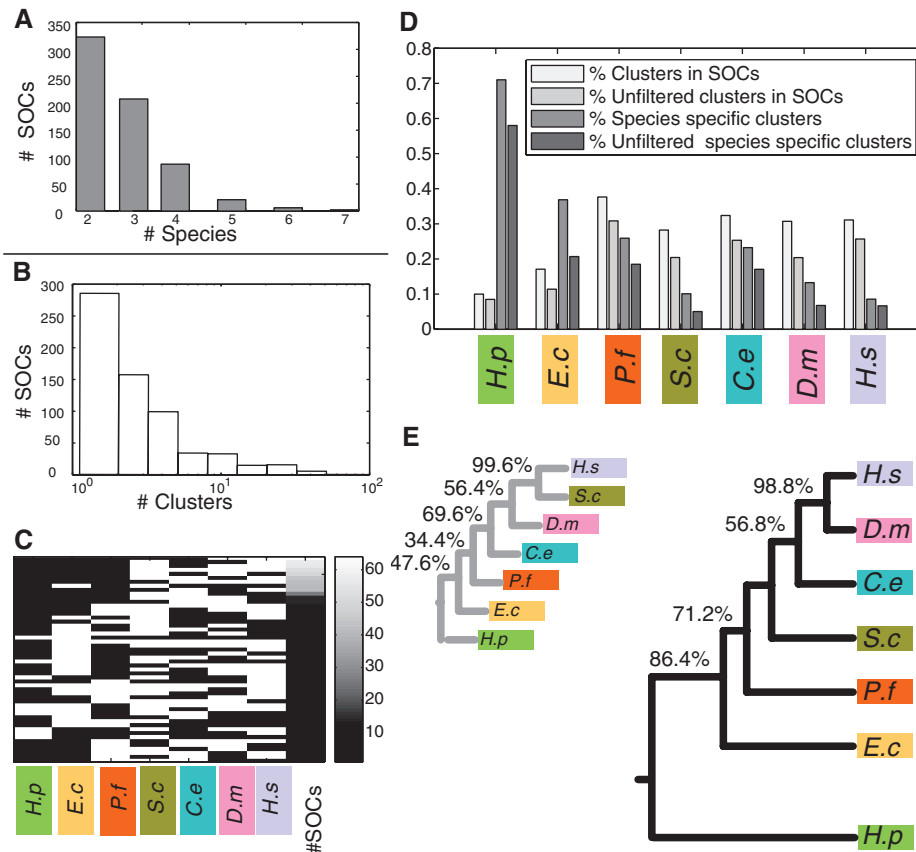 A
350
300
250
200
150
100
50
0
# SOCs
2 3 4 5 6 7
# Species
B
300
250
200
150
100
50
0
# SOCs
10^0 10^1 10^2
# Clusters
C
60
50
40
30
20
10
H.p E.c P.f S.c C.e D.m H.s #SOCs
D
0.8
0.7
0.6
0.5
0.4
0.3
0.2
0.1
0
% Clusters in SOCs
% Unfiltered clusters in SOCs
% Species specific clusters
% Unfiltered species specific clusters
H.p E.c P.f S.c C.e D.m H.s
E
99.6%
56.4%
69.6%
34.4%
47.6%
H.s
S.c
D.m
C.e
P.f
E.c
H.p
98.8%
56.8%
71.2%
86.4%
H.s
D.m
C.e
S.c
P.f
E.c
H.p